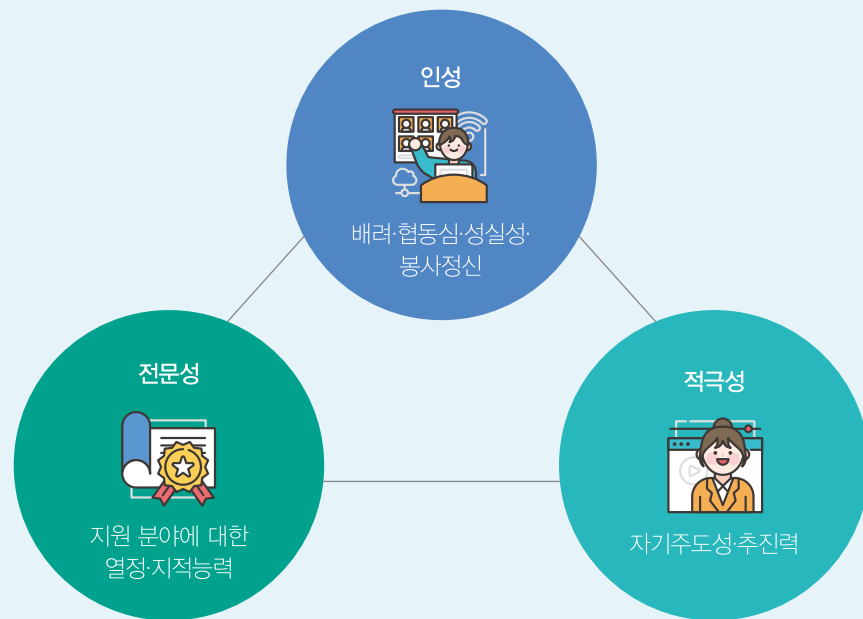 인성
배려·협동심·성실성·
봉사정신
전문성
지원 분야에 대한
열정·지적능력
적극성
자기주도성·추진력